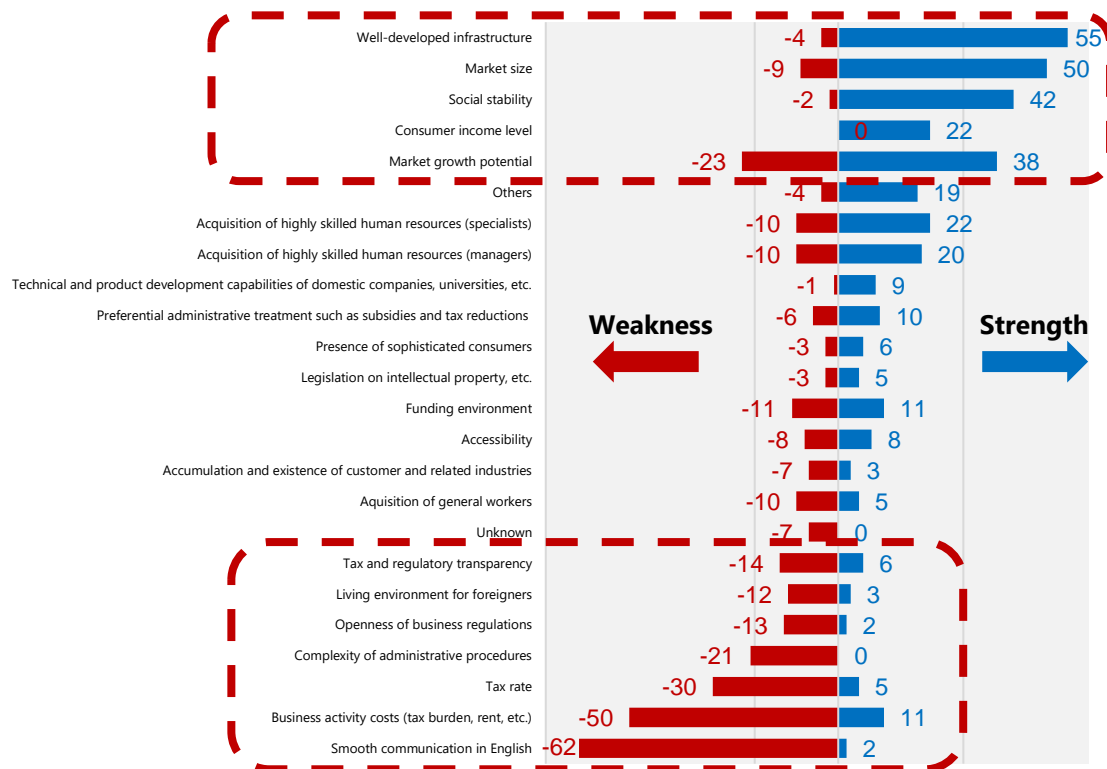 Well-developed infrastructure -4 55
Market size -9 50
Social stability -2 42
Consumer income level 0 22
Market growth potential -23 38
Others -4 19
Acquisition of highly skilled human resources (specialists) -10 22
Acquisition of highly skilled human resources (managers) -10 20
Technical and product development capabilities of domestic companies, universities, etc. -1 9
Preferential administrative treatment such as subsidies and tax reductions -6 10
Weakness Strength
Presence of sophisticated consumers -3 6
Legislation on intellectual property, etc. -3 5
Funding environment -11 11
Accessibility -8 8
Accumulation and existence of customer and related industries -7 3
Aquisition of general workers -10 5
Unknown -7 0
Tax and regulatory transparency -14 6
Living environment for foreigners -12 3
Openness of business regulations -13 2
Complexity of administrative procedures -21 0
Tax rate -30 5
Business activity costs (tax burden, rent, etc.) -50 11
Smooth communication in English -62 2